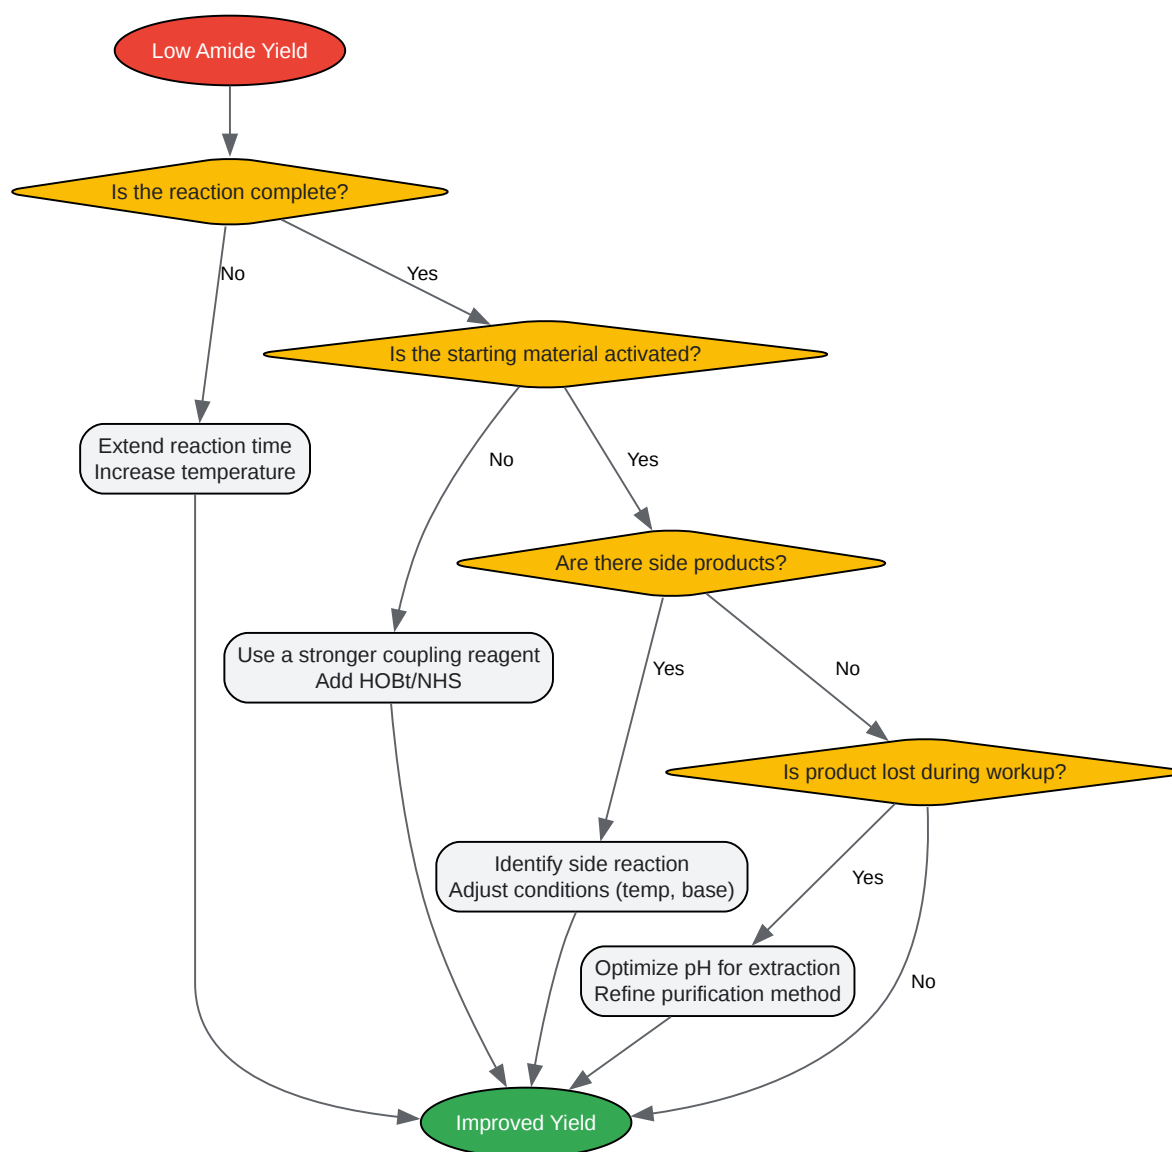 Low Amide Yield
Is the reaction complete?
No
Yes
Is the starting material activated?
Extend reaction time
Increase temperature
No
Yes
Are there side products?
Use a stronger coupling reagent
Add HOBt/NHS
Yes
No
Is product lost during workup?
Identify side reaction
Adjust conditions (temp, base)
Yes
Optimize pH for extraction
Refine purification method
No
Improved Yield